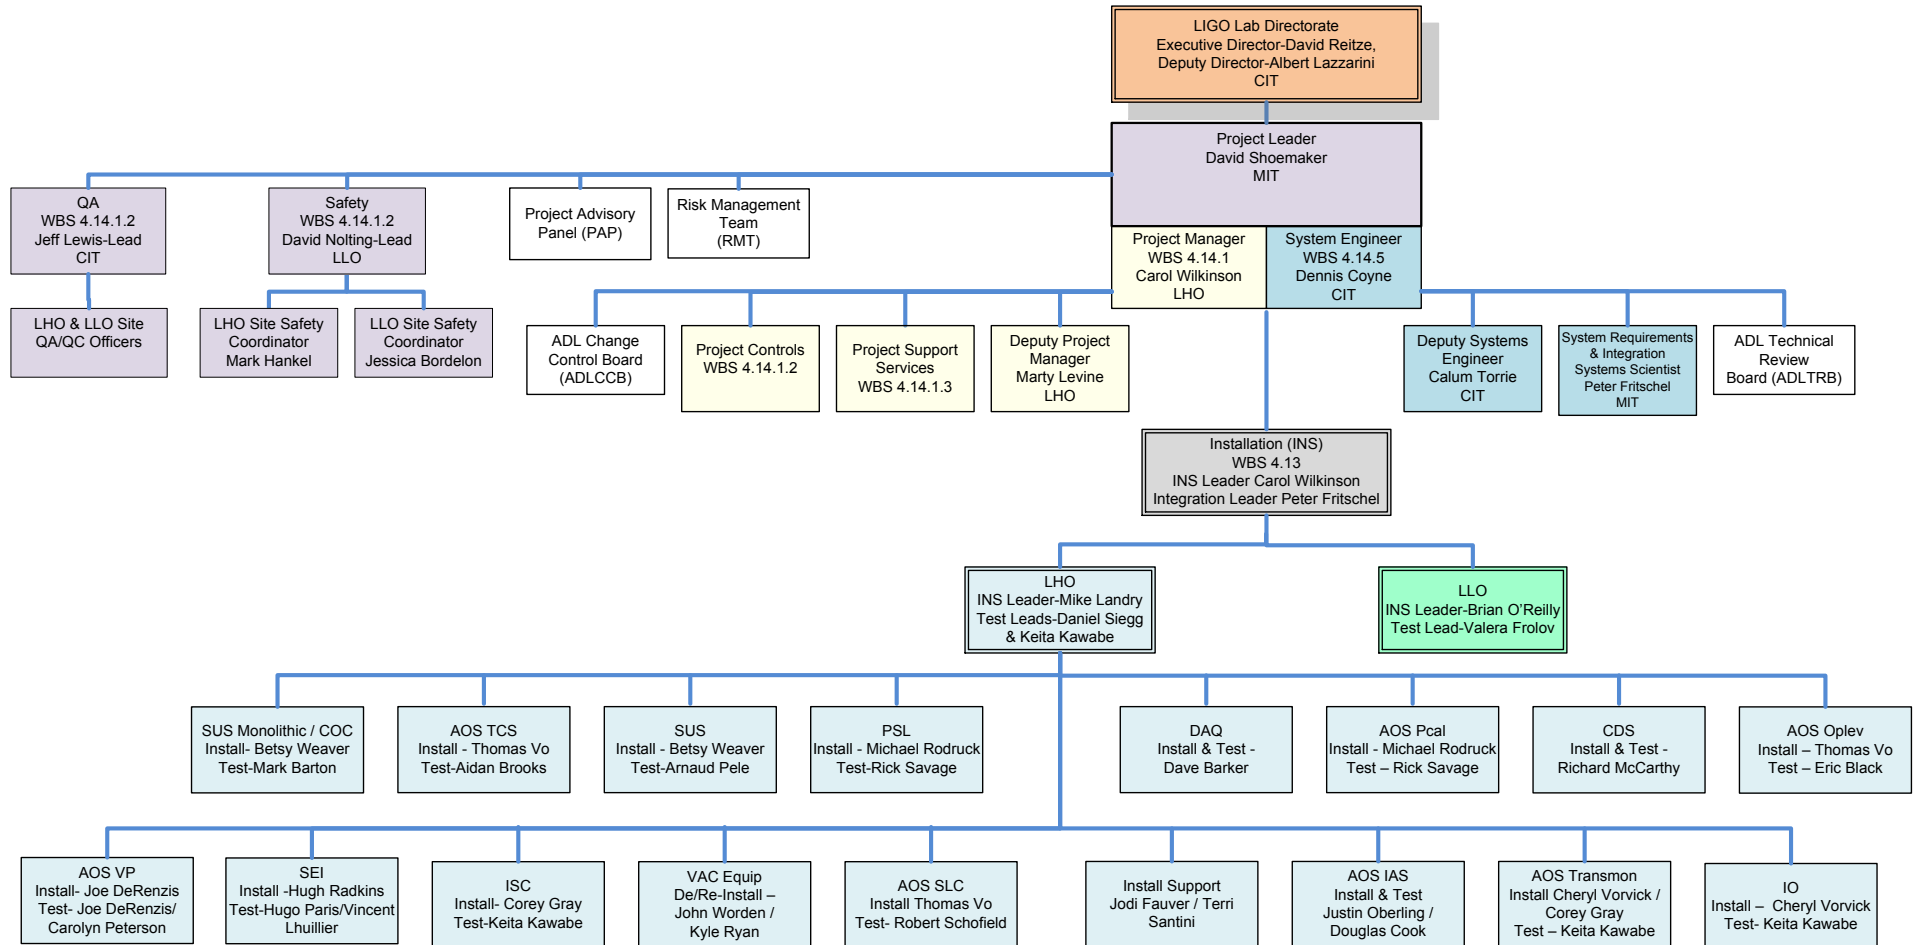 LIGO Lab Directorate
Executive Director-David Reitze,
Deputy Director-Albert Lazzarini
CIT
Project Leader
David Shoemaker
MIT
QA
WBS 4.14.1.2
Jeff Lewis-Lead
CIT
Safety
WBS 4.14.1.2
David Nolting-Lead
LLO
Project Advisory
Panel (PAP)
Risk Management
Team
(RMT)
Project Manager
WBS 4.14.1
Carol Wilkinson
LHO
System Engineer
WBS 4.14.5
Dennis Coyne
CIT
LHO & LLO Site
QA/QC Officers
LHO Site Safety
Coordinator
Mark Hankel
LLO Site Safety
Coordinator
Jessica Bordelon
ADL Change
Control Board
(ADLCCB)
Project Controls
WBS 4.14.1.2
Project Support
Services
WBS 4.14.1.3
Deputy Project
Manager
Marty Levine
LHO
Deputy Systems
Engineer
Calum Torrie
CIT
System Requirements
& Integration
Systems Scientist
Peter Fritschel
MIT
ADL Technical
Review
Board (ADLTRB)
Installation (INS)
WBS 4.13
INS Leader Carol Wilkinson
Integration Leader Peter Fritschel
LHO
INS Leader-Mike Landry
Test Leads-Daniel Siegg
& Keita Kawabe
LLO
INS Leader-Brian O’Reilly
Test Lead-Valera Frolov
SUS Monolithic / COC
Install- Betsy Weaver
Test-Mark Barton
AOS TCS
Install - Thomas Vo
Test-Aidan Brooks
SUS
Install - Betsy Weaver
Test-Arnaud Pele
PSL
Install - Michael Rodruck
Test-Rick Savage
DAQ
Install & Test -
Dave Barker
AOS Pcal
Install - Michael Rodruck
Test – Rick Savage
CDS
Install & Test -
Richard McCarthy
AOS Oplev
Install – Thomas Vo
Test – Eric Black
AOS VP
Install- Joe DeRenzis
Test- Joe DeRenzis/
Carolyn Peterson
SEI
Install -Hugh Radkins
Test-Hugo Paris/Vincent
Lhuillier
ISC
Install- Corey Gray
Test-Keita Kawabe
VAC Equip
De/Re-Install –
John Worden /
Kyle Ryan
AOS SLC
Install Thomas Vo
Test- Robert Schofield
Install Support
Jodi Fauver / Terri
Santini
AOS IAS
Install & Test
Justin Oberling /
Douglas Cook
AOS Transmon
Install Cheryl Vorvick /
Corey Gray
Test – Keita Kawabe
IO
Install – Cheryl Vorvick
Test- Keita Kawabe